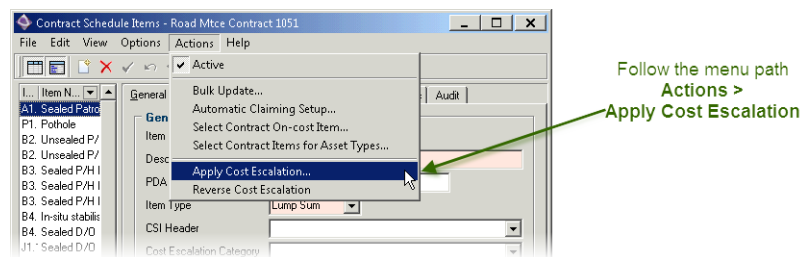 Contract Schedule Items - Road Mtce Contract 1051
File Edit View Options Actions Help
Active
Bulk Update...
Automatic Claiming Setup...
Select Contract On-cost Item...
Select Contract Items for Asset Types...
Apply Cost Escalation...
Reverse Cost Escalation
I... Item N...
A1. Sealed Patro
P1. Pothole
B2. Unsealed P/
B2. Unsealed P/
B3. Sealed P/H I
B3. Sealed P/H I
B3. Sealed P/H I
B4. In-situ stabilis
B4. Sealed D/O
J1.' Sealed D/O
General
Audit
Gen
Item
Desc
PDA
Item Type Lump Sum
CSI Header
Cost Escalation Category
Follow the menu path
Actions >
Apply Cost Escalation